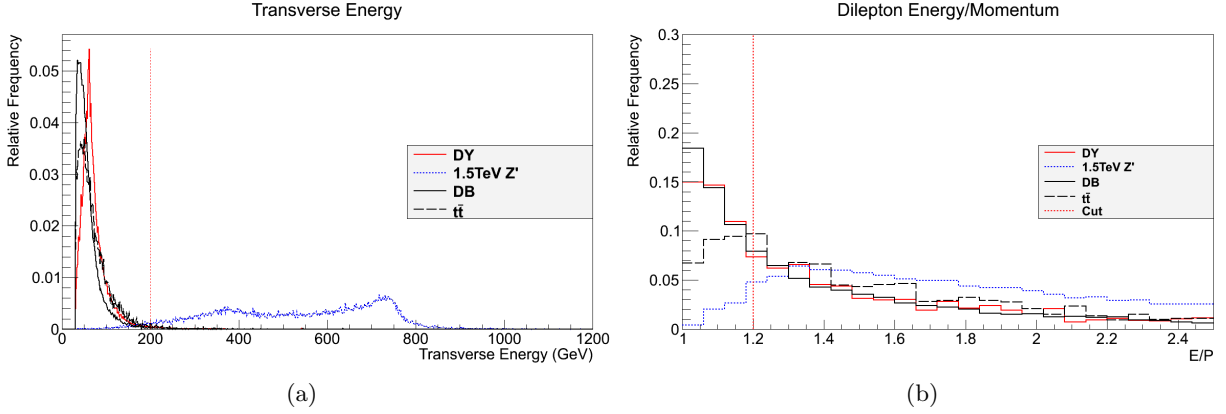 Transverse Energy
Relative Frequency
0.05
0.04
0.03
0.02
0.01
0
DY
1.5TeV Z'
DB
tt̄
0 200 400 600 800 1000 1200
Transverse Energy (GeV)
(a)
Dilepton Energy/Momentum
Relative Frequency
0.3
0.25
0.2
0.15
0.1
0.05
0
DY
1.5TeV Z'
DB
tt̄
Cut
1 1.2 1.4 1.6 1.8 2 2.2 2.4
E/P
(b)